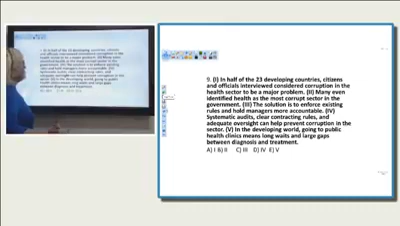 9. (I) In half of the 23 developing countries, citizens
and officials interviewed considered corruption in the
health sector to be a major problem. (II) Many even
identified health as the most corrupt sector in the
government. (III) The solution is to enforce existing
rules and hold managers more accountable. (IV)
Systematic audits, clear contracting rules, and
adequate oversight can help prevent corruption in the
sector. (V) In the developing world, going to public
health clinics means long waits and large gaps
between diagnosis and treatment.
A) I B) II C) III D) IV E) V